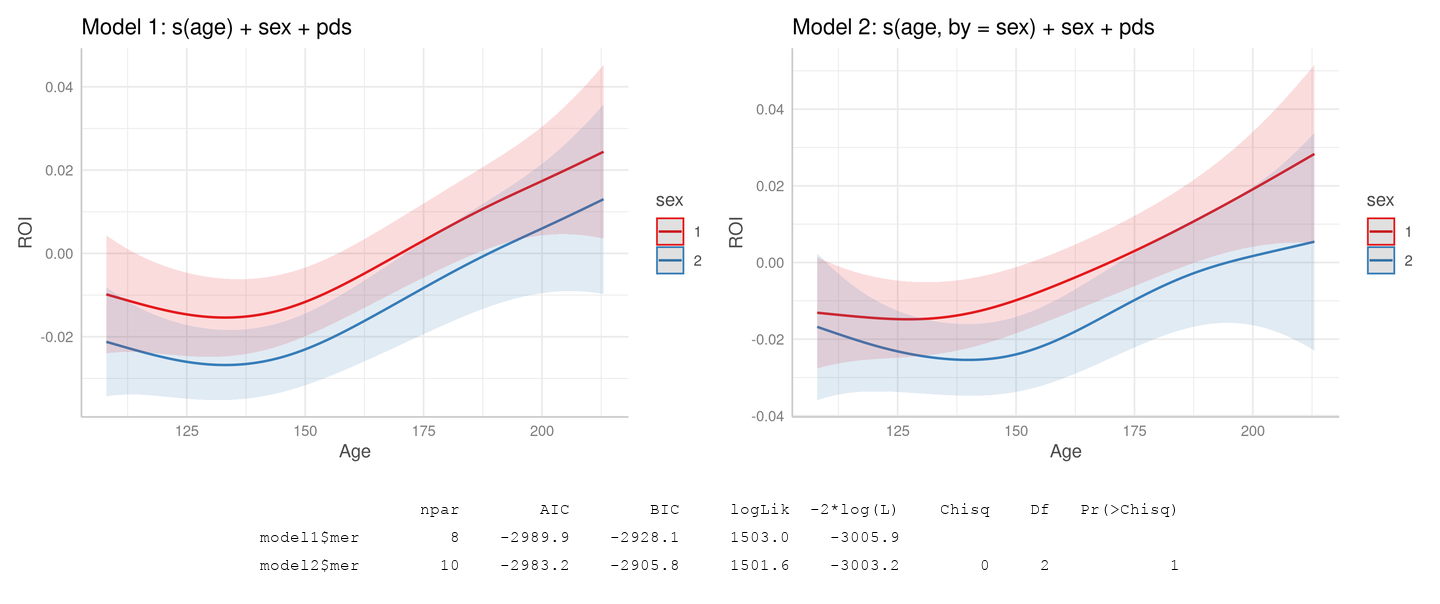 Model 1: s(age) + sex + pds
0.04
0.02
0.00
-0.02
ROI
125 150 175 200
Age
sex
1
2
Model 2: s(age, by = sex) + sex + pds
0.04
0.02
0.00
-0.02
-0.04
ROI
125 150 175 200
Age
sex
1
2
npar AIC BIC logLik -2*log(L) Chisq Df Pr(>Chisq)
model1$mer 8 -2989.9 -2928.1 1503.0 -3005.9
model2$mer 10 -2983.2 -2905.8 1501.6 -3003.2 0 2 1